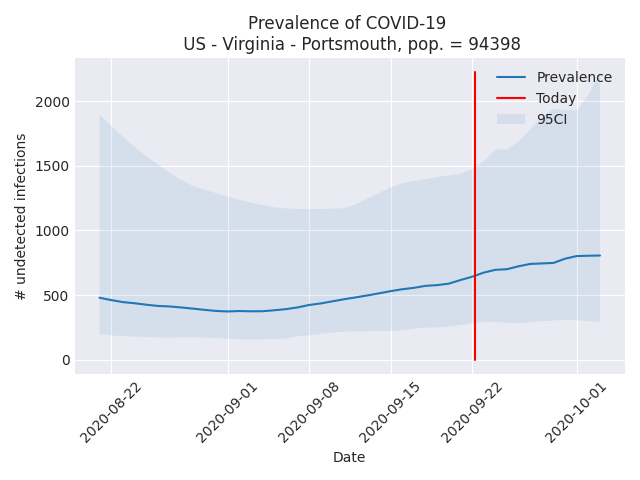 Prevalence of COVID-19
US - Virginia - Portsmouth, pop. = 94398
Prevalence
Today
95CI
# undetected infections
2000
1500
1000
500
0
2020-08-22
2020-09-01
2020-09-08
2020-09-15
2020-09-22
2020-10-01
Date